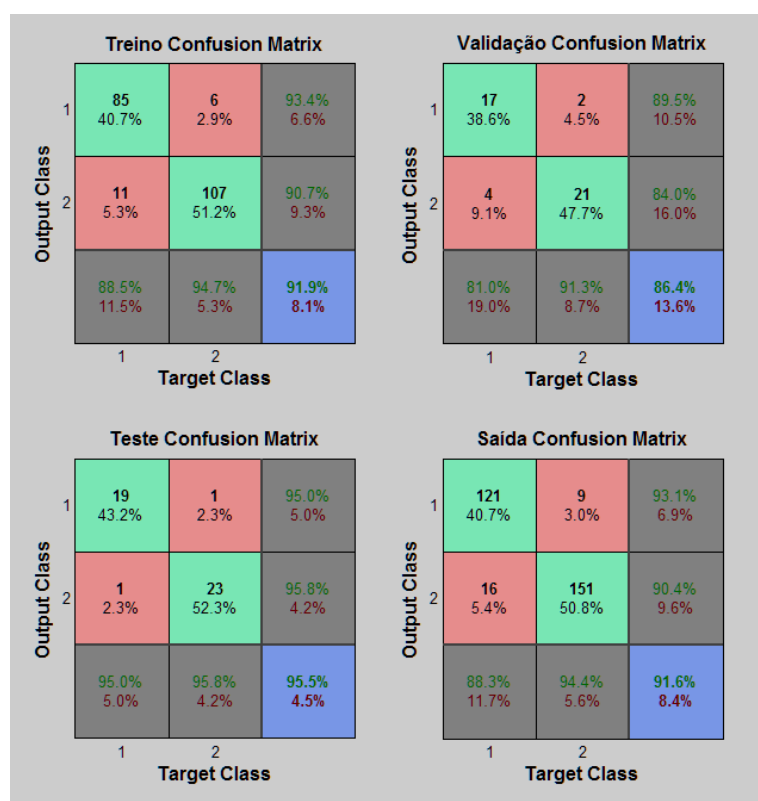 Treino Confusion Matrix
85 6 93.4%
1
40.7% 2.9% 6.6%
11 107 90.7%
2
5.3% 51.2% 9.3%
88.5% 94.7% 91.9%
11.5% 5.3% 8.1%
1 2
Target Class
Output Class
Validação Confusion Matrix
17 2 89.5%
1
38.6% 4.5% 10.5%
4 21 84.0%
2
9.1% 47.7% 16.0%
81.0% 91.3% 86.4%
19.0% 8.7% 13.6%
1 2
Target Class
Output Class
Teste Confusion Matrix
19 1 95.0%
1
43.2% 2.3% 5.0%
1 23 95.8%
2
2.3% 52.3% 4.2%
95.0% 95.8% 95.5%
5.0% 4.2% 4.5%
1 2
Target Class
Output Class
Saída Confusion Matrix
121 9 93.1%
1
40.7% 3.0% 6.9%
16 151 90.4%
2
5.4% 50.8% 9.6%
88.3% 94.4% 91.6%
11.7% 5.6% 8.4%
1 2
Target Class
Output Class